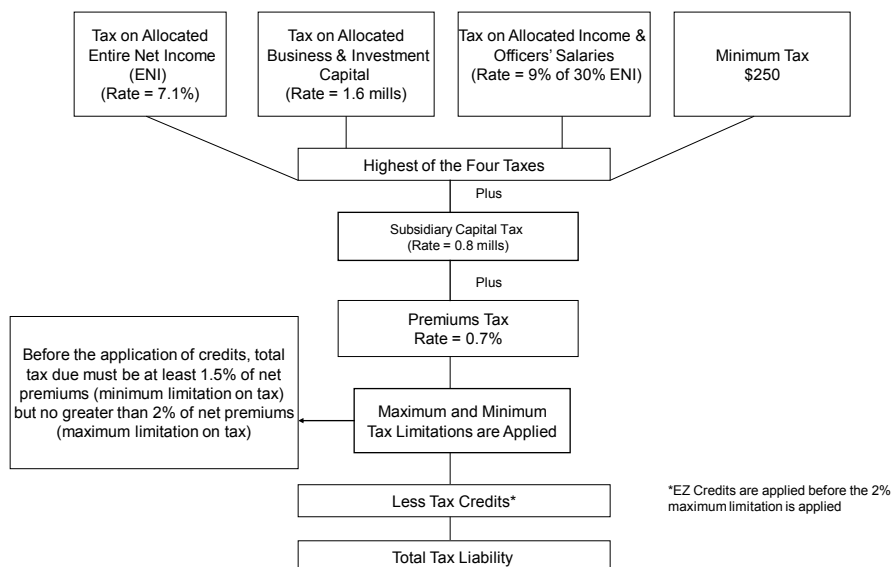 Tax on Allocated
Entire Net Income
(ENI)
(Rate = 7.1%)
Tax on Allocated
Business & Investment
Capital
(Rate = 1.6 mills)
Tax on Allocated Income &
Officers’ Salaries
(Rate = 9% of 30% ENI)
Minimum Tax
$250
Highest of the Four Taxes
Plus
Subsidiary Capital Tax
(Rate = 0.8 mills)
Plus
Premiums Tax
Rate = 0.7%
Before the application of credits, total
tax due must be at least 1.5% of net
premiums (minimum limitation on tax)
but no greater than 2% of net premiums
(maximum limitation on tax)
Maximum and Minimum
Tax Limitations are Applied
Less Tax Credits*
*EZ Credits are applied before the 2%
maximum limitation is applied
Total Tax Liability